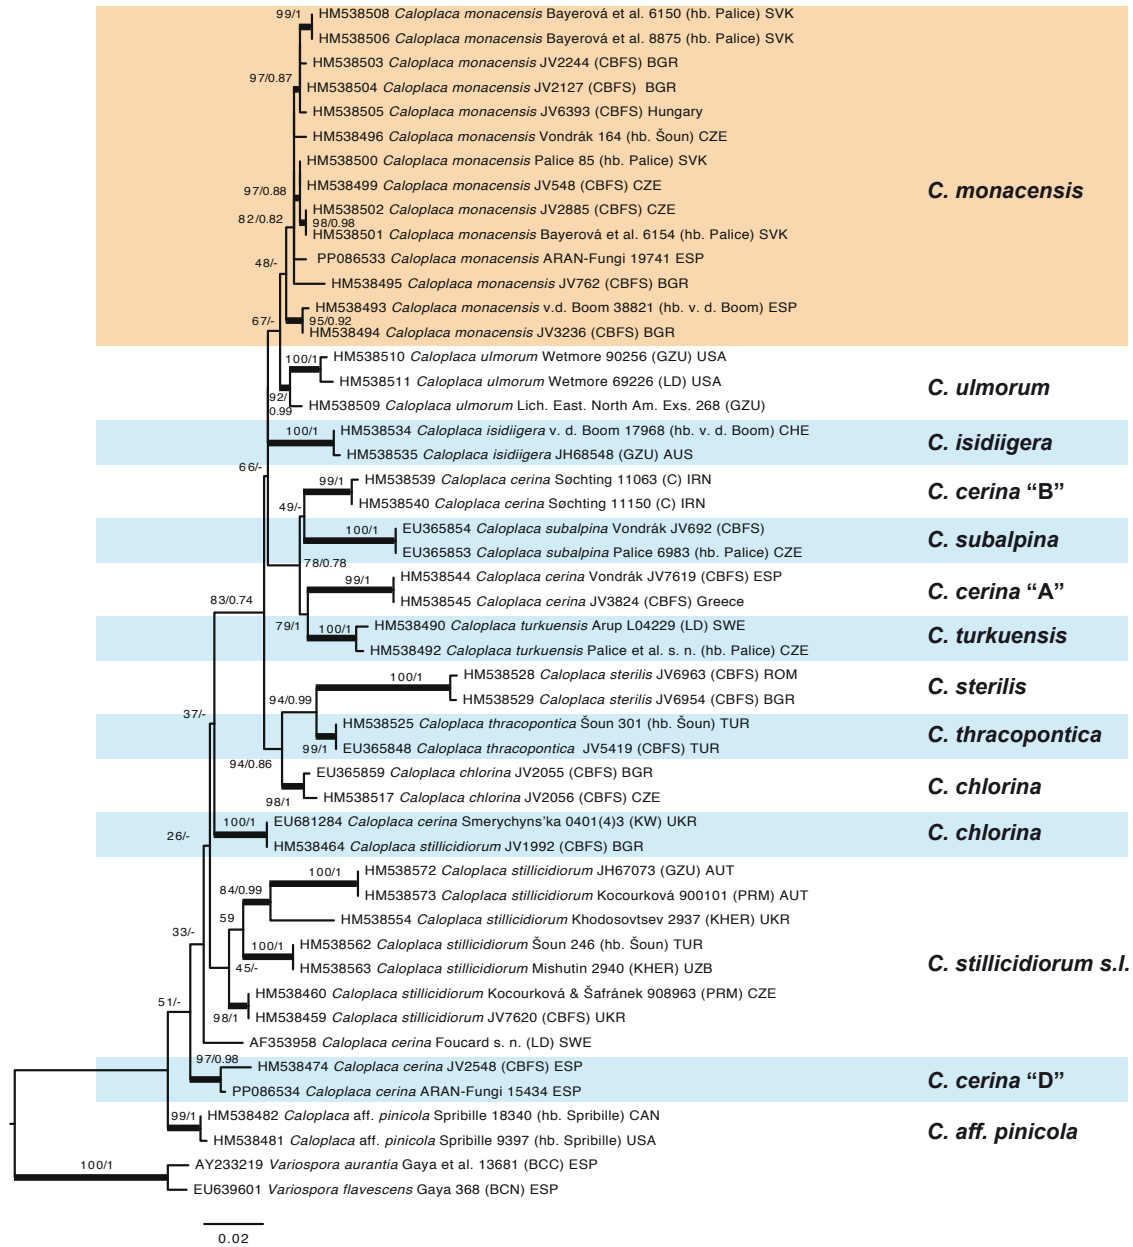 99/1
HM538508 Caloplaca monacensis Bayerová et al. 6150 (hb. Palice) SVK
HM538506 Caloplaca monacensis Bayerová et al. 8875 (hb. Palice) SVK
HM538503 Caloplaca monacensis JV2244 (CBFS) BGR
97/0.87
HM538504 Caloplaca monacensis JV2127 (CBFS) BGR
HM538505 Caloplaca monacensis JV6393 (CBFS) Hungary
HM538496 Caloplaca monacensis Vondrák 164 (hb. Šoun) CZE
HM538500 Caloplaca monacensis Palice 85 (hb. Palice) SVK
97/0.88
HM538499 Caloplaca monacensis JV548 (CBFS) CZE
C. monacensis
HM538502 Caloplaca monacensis JV2885 (CBFS) CZE
82/0.82
98/0.98
HM538501 Caloplaca monacensis Bayerová et al. 6154 (hb. Palice) SVK
48/-
PP086533 Caloplaca monacensis ARAN-Fungi 19741 ESP
HM538495 Caloplaca monacensis JV762 (CBFS) BGR
HM538493 Caloplaca monacensis v.d. Boom 38821 (hb. v. d. Boom) ESP
67/-
95/0.92
HM538494 Caloplaca monacensis JV3236 (CBFS) BGR
100/1
HM538510 Caloplaca ulmorum Wetmore 90256 (GZU) USA
HM538511 Caloplaca ulmorum Wetmore 69226 (LD) USA
C. ulmorum
92/
0.99
HM538509 Caloplaca ulmorum Lich. East. North Am. Exs. 268 (GZU)
100/1
HM538534 Caloplaca isidiigera v. d. Boom 17968 (hb. v. d. Boom) CHE
C. isidiigera
HM538535 Caloplaca isidiigera JH68548 (GZU) AUS
66/-
99/1
HM538539 Caloplaca cerina Søchting 11063 (C) IRN
C. cerina “B”
HM538540 Caloplaca cerina Søchting 11150 (C) IRN
49/-
100/1
EU365854 Caloplaca subalpina Vondrák JV692 (CBFS)
C. subalpina
EU365853 Caloplaca subalpina Palice 6983 (hb. Palice) CZE
78/0.78
99/1
HM538544 Caloplaca cerina Vondrák JV7619 (CBFS) ESP
C. cerina “A”
HM538545 Caloplaca cerina JV3824 (CBFS) Greece
83/0.74
79/1
100/1
HM538490 Caloplaca turkuensis Arup L04229 (LD) SWE
C. turkuensis
HM538492 Caloplaca turkuensis Palice et al. s. n. (hb. Palice) CZE
100/1
HM538528 Caloplaca sterilis JV6963 (CBFS) ROM
C. sterilis
94/0.99
HM538529 Caloplaca sterilis JV6954 (CBFS) BGR
37/-
HM538525 Caloplaca thracopontica Šoun 301 (hb. Šoun) TUR
C. thracopontica
99/1
EU365848 Caloplaca thracopontica JV5419 (CBFS) TUR
94/0.86
EU365859 Caloplaca chlorina JV2055 (CBFS) BGR
C. chlorina
98/1
HM538517 Caloplaca chlorina JV2056 (CBFS) CZE
100/1
EU681284 Caloplaca cerina Smerychyns'ka 0401(4)3 (KW) UKR
C. chlorina
26/-
HM538464 Caloplaca stillicidiorum JV1992 (CBFS) BGR
100/1
HM538572 Caloplaca stillicidiorum JH67073 (GZU) AUT
84/0.99
HM538573 Caloplaca stillicidiorum Kocourková 900101 (PRM) AUT
59
HM538554 Caloplaca stillicidiorum Khodosovtsev 2937 (KHER) UKR
33/-
100/1
HM538562 Caloplaca stillicidiorum Šoun 246 (hb. Šoun) TUR
C. stillicidiorum s.l.
45/-
HM538563 Caloplaca stillicidiorum Mishutin 2940 (KHER) UZB
HM538460 Caloplaca stillicidiorum Kocourková & Šafránek 908963 (PRM) CZE
51/-
98/1
HM538459 Caloplaca stillicidiorum JV7620 (CBFS) UKR
AF353958 Caloplaca cerina Foucard s. n. (LD) SWE
97/0.98
HM538474 Caloplaca cerina JV2548 (CBFS) ESP
C. cerina “D”
PP086534 Caloplaca cerina ARAN-Fungi 15434 ESP
99/1
HM538482 Caloplaca aff. pinicola Spribille 18340 (hb. Spribille) CAN
C. aff. pinicola
HM538481 Caloplaca aff. pinicola Spribille 9397 (hb. Spribille) USA
100/1
AY233219 Variospora aurantia Gaya et al. 13681 (BCC) ESP
EU639601 Variospora flavescens Gaya 368 (BCN) ESP
0.02